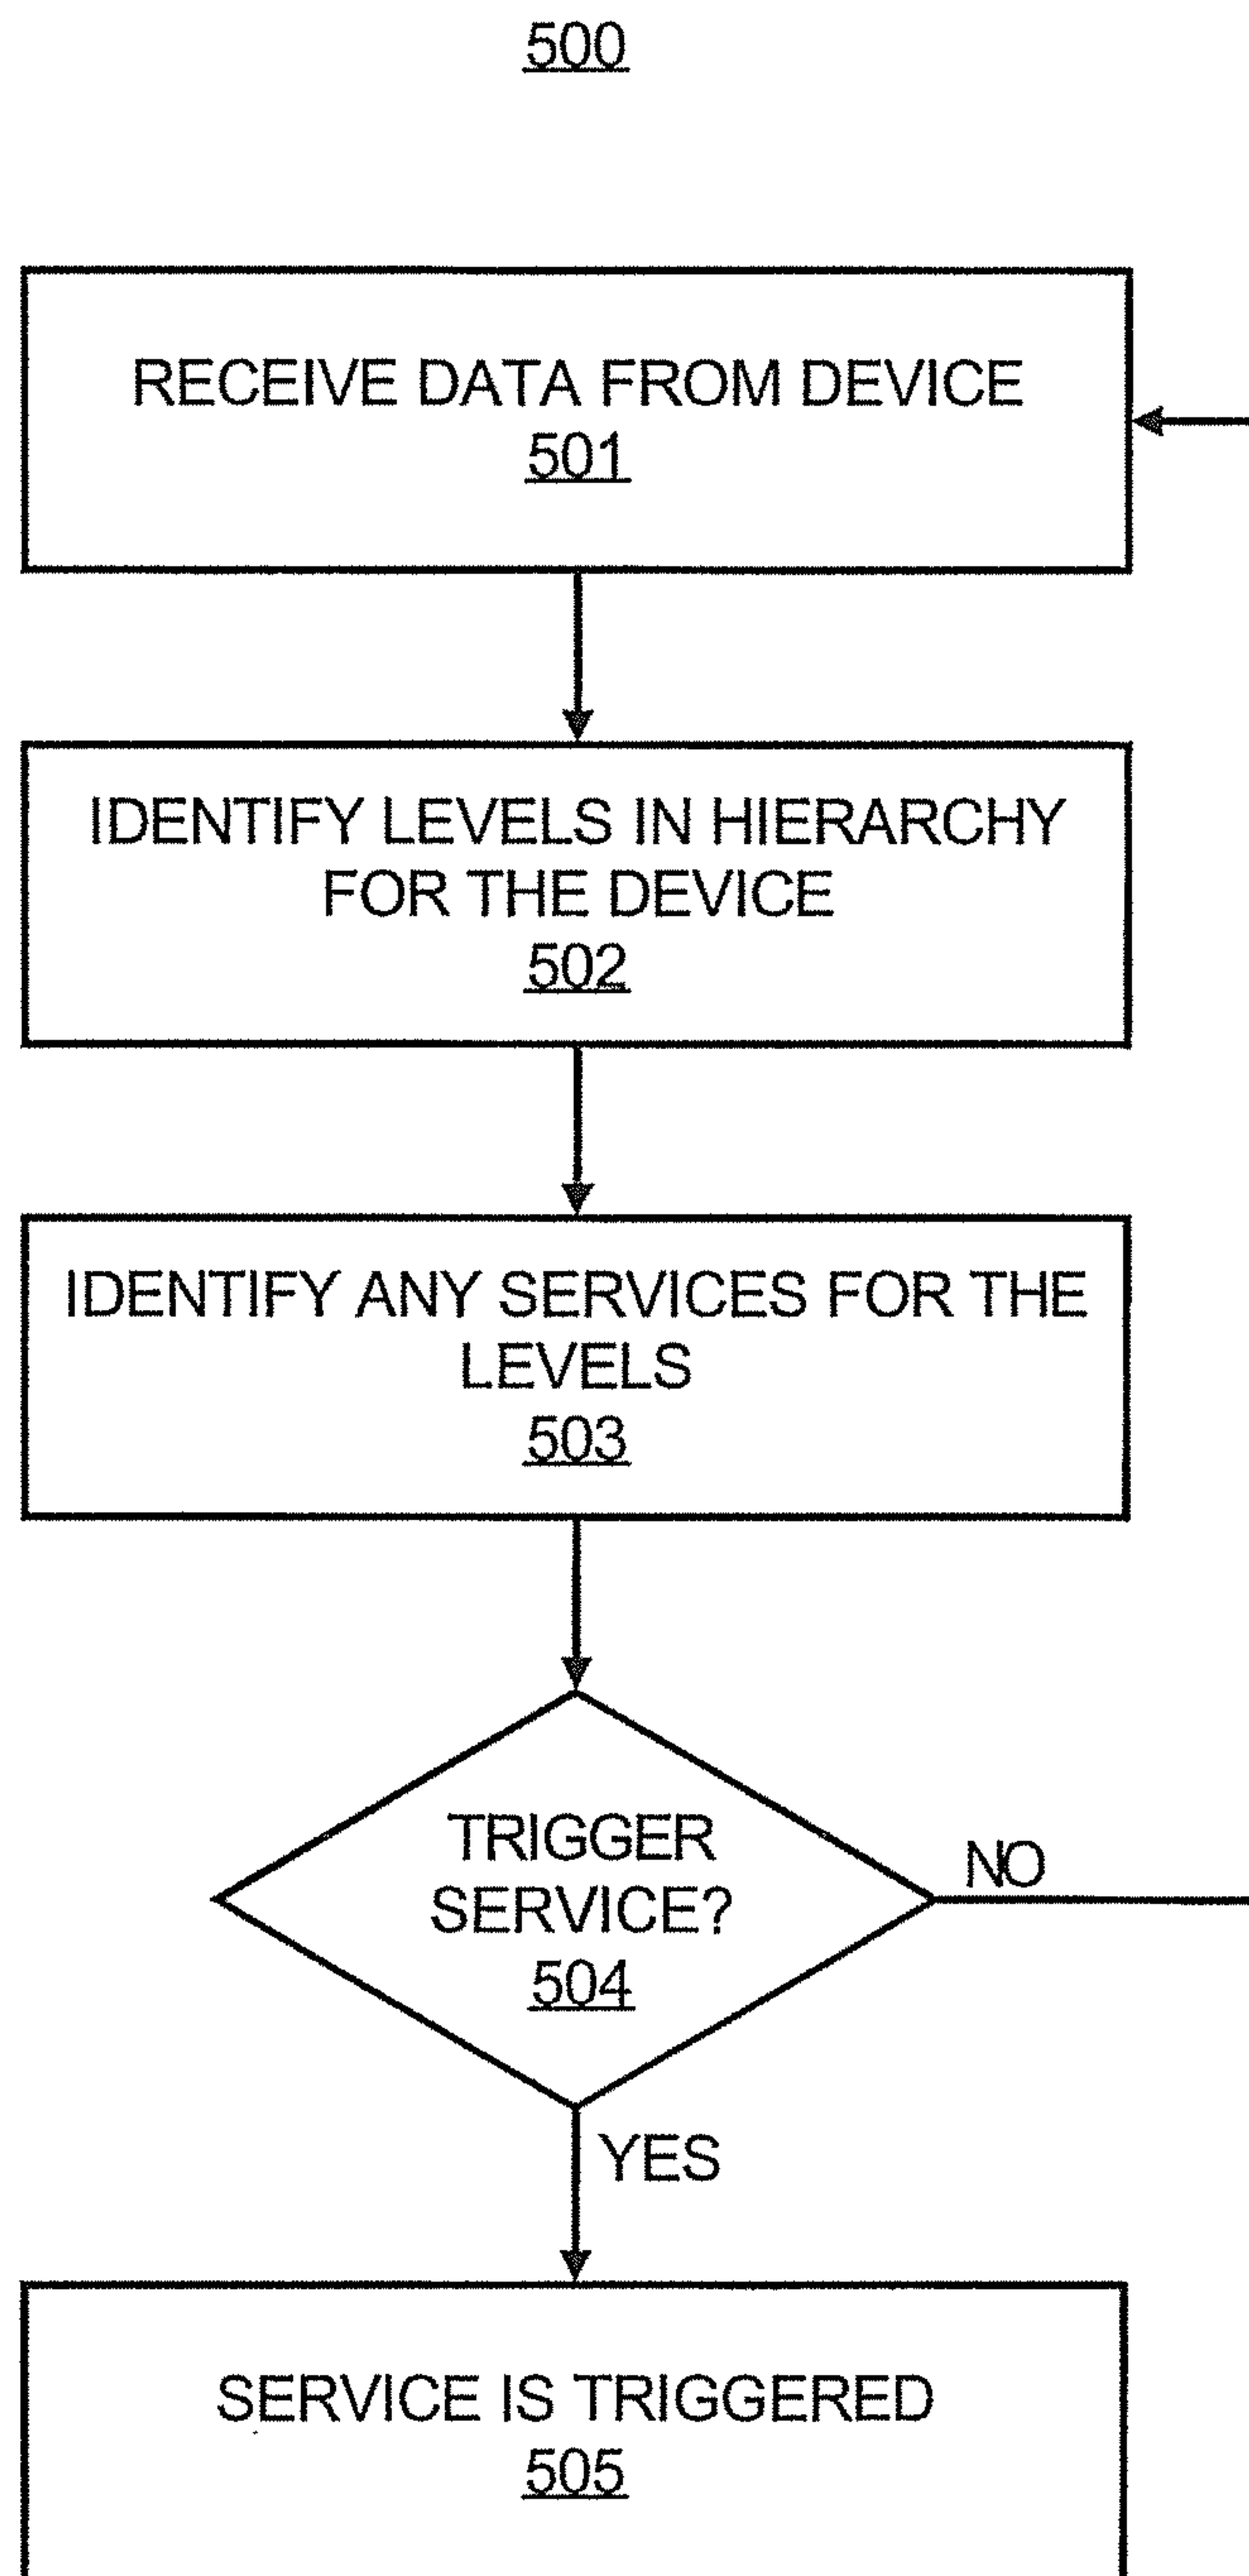 500
RECEIVE DATA FROM DEVICE
501
IDENTIFY LEVELS IN HIERARCHY
FOR THE DEVICE
502
IDENTIFY ANY SERVICES FOR THE
LEVELS
503
TRIGGER
SERVICE?
504
NO
YES
SERVICE IS TRIGGERED
505